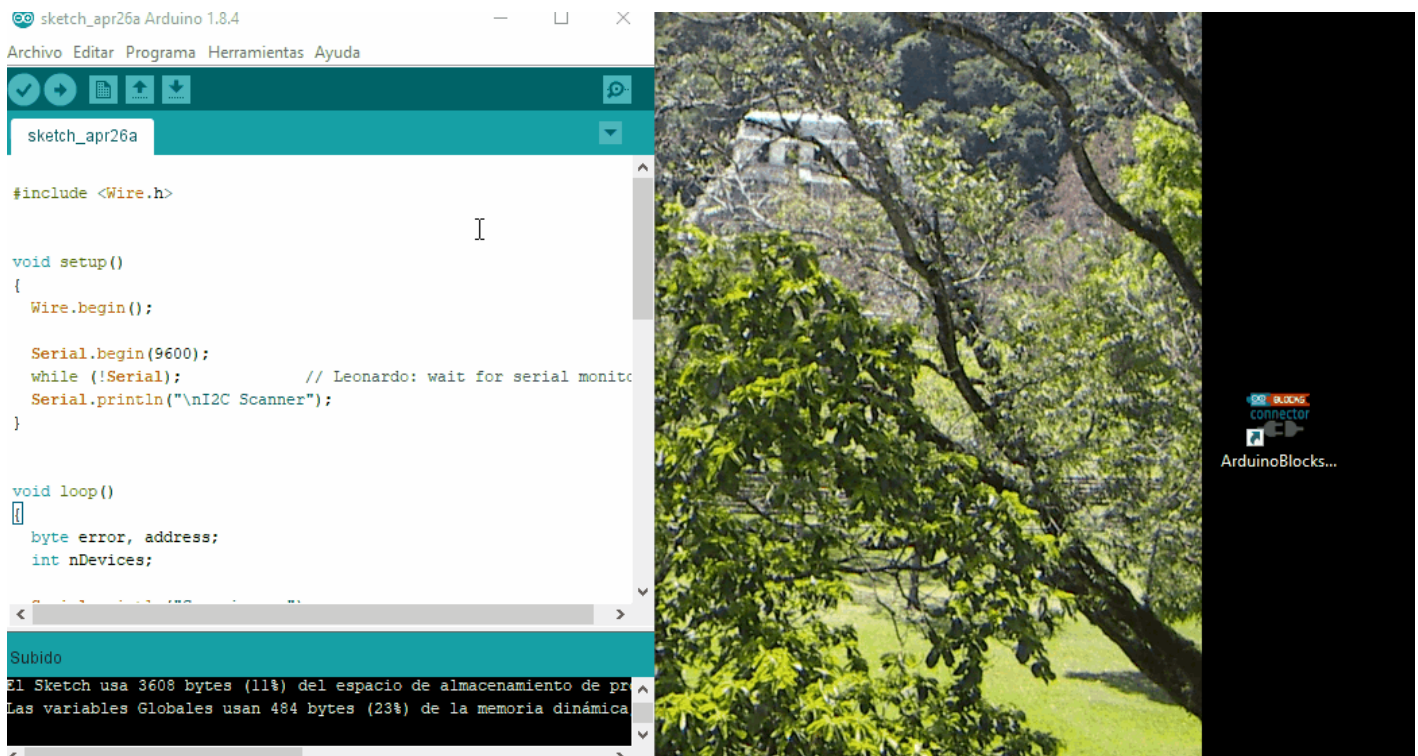 sketch_apr26a Arduino 1.8.4
Archivo Editar Programa Herramientas Ayuda
sketch_apr26a
#include <Wire.h>
void setup()
{
  Wire.begin();
  Serial.begin(9600);
  while (!Serial);             // Leonardo: wait for serial monito
  Serial.println("\nI2C Scanner");
}
void loop()
{
  byte error, address;
  int nDevices;
Subido
El Sketch usa 3608 bytes (11%) del espacio de almacenamiento de pr
Las variables Globales usan 484 bytes (23%) de la memoria dinámica
BLOCKS
connector
ArduinoBlocks...